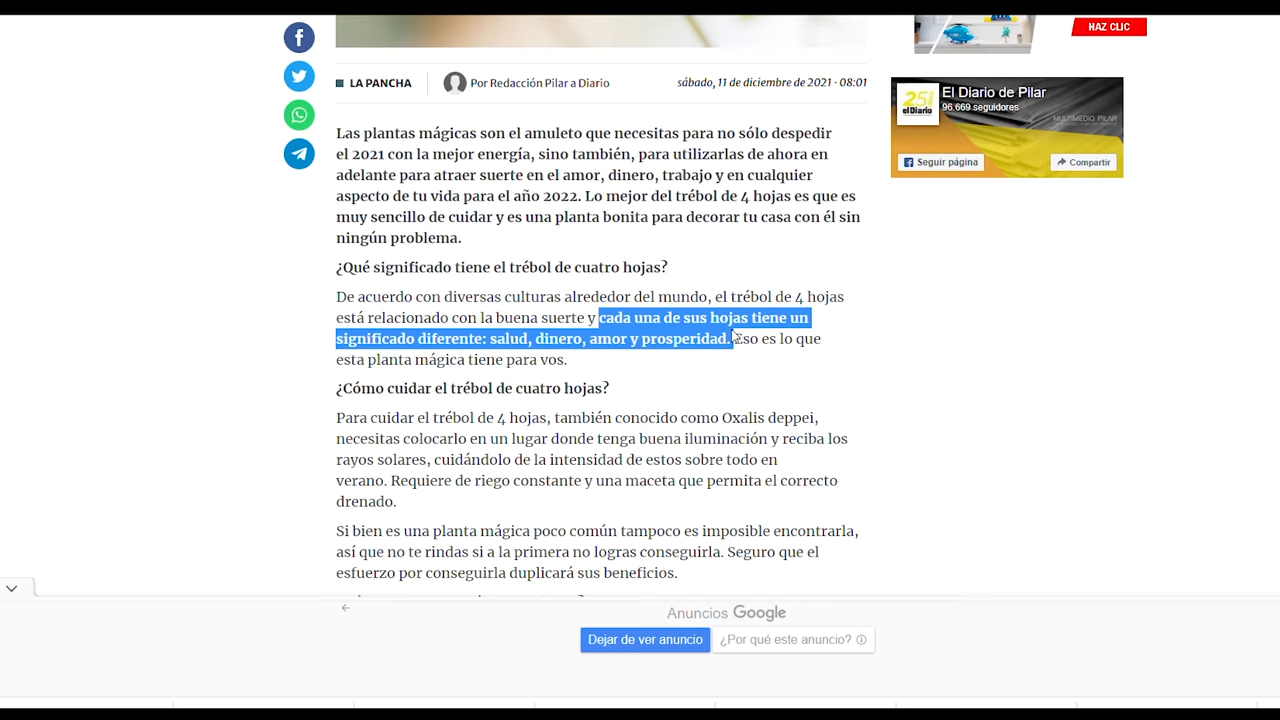 HAZ CLIC
LA PANCHA
Por Redacción Pilar a Diario
sábado, 11 de diciembre de 2021 · 08:01
25
el Diario
El Diario de Pilar
96.669 seguidores
MULTIMEDIO PILAR
Seguir página
Compartir
Las plantas mágicas son el amuleto que necesitas para no sólo despedir
el 2021 con la mejor energía, sino también, para utilizarlas de ahora en
adelante para atraer suerte en el amor, dinero, trabajo y en cualquier
aspecto de tu vida para el año 2022. Lo mejor del trébol de 4 hojas es que es
muy sencillo de cuidar y es una planta bonita para decorar tu casa con él sin
ningún problema.
¿Qué significado tiene el trébol de cuatro hojas?
De acuerdo con diversas culturas alrededor del mundo, el trébol de 4 hojas
está relacionado con la buena suerte y cada una de sus hojas tiene un
significado diferente: salud, dinero, amor y prosperidad. Eso es lo que
esta planta mágica tiene para vos.
¿Cómo cuidar el trébol de cuatro hojas?
Para cuidar el trébol de 4 hojas, también conocido como Oxalis deppei,
necesitas colocarlo en un lugar donde tenga buena iluminación y reciba los
rayos solares, cuidándolo de la intensidad de estos sobre todo en
verano. Requiere de riego constante y una maceta que permita el correcto
drenado.
Si bien es una planta mágica poco común tampoco es imposible encontrarla,
así que no te rindas si a la primera no logras conseguirla. Seguro que el
esfuerzo por conseguirla duplicará sus beneficios.
Anuncios Google
Dejar de ver anuncio
¿Por qué este anuncio?